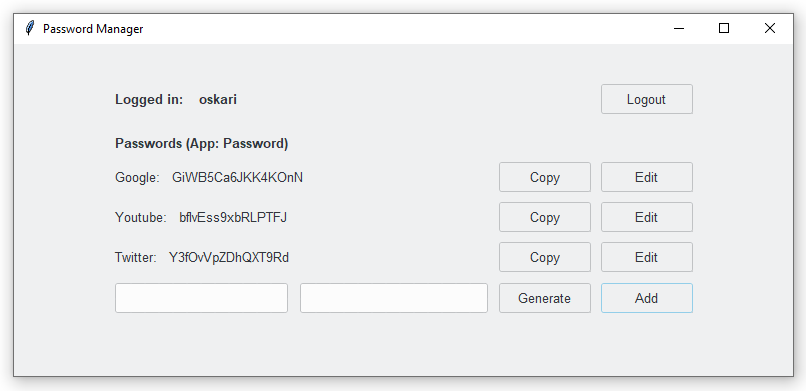 Password Manager
Logged in: oskari Logout
Passwords (App: Password)
Google: GiWB5Ca6JKK4KOnN Copy Edit
Youtube: bflvEss9xbRLPTFJ Copy Edit
Twitter: Y3fOvVpZDhQXT9Rd Copy Edit
Generate Add